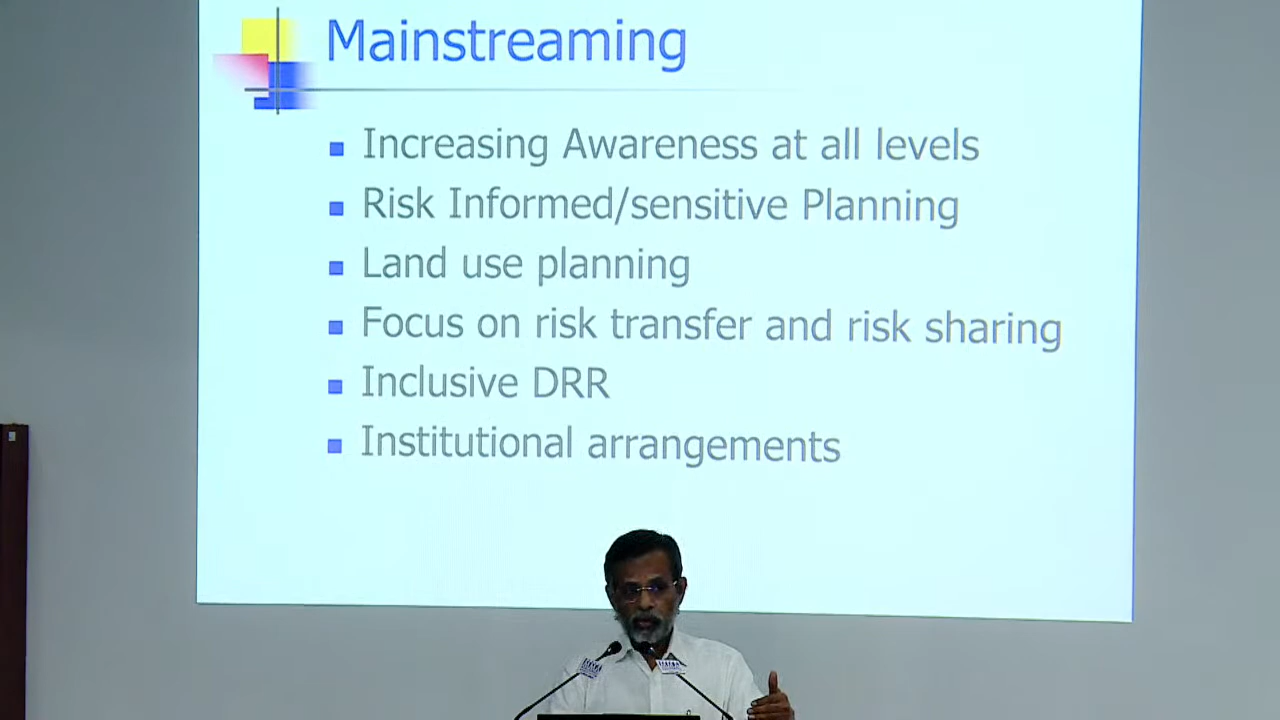 Mainstreaming
Increasing Awareness at all levels
Risk Informed/sensitive Planning
Land use planning
Focus on risk transfer and risk sharing
Inclusive DRR
Institutional arrangements